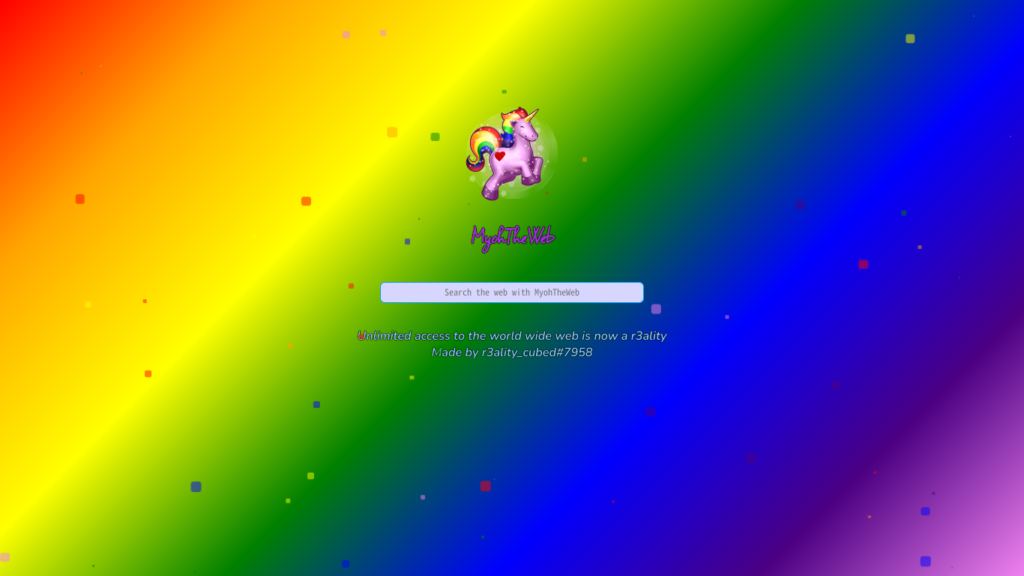 MyohTheWeb
Search the web with MyohTheWeb
Unlimited access to the world wide web is now a r3ality
Made by r3ality_cubed#7958